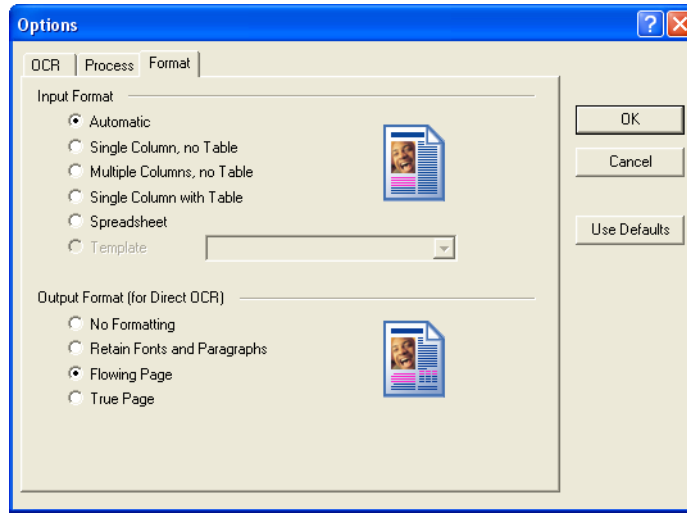 Options
OCR Process Format
Input Format
Automatic
Single Column, no Table
Multiple Columns, no Table
Single Column with Table
Spreadsheet
Template
Output Format (for Direct OCR)
No Formatting
Retain Fonts and Paragraphs
Flowing Page
True Page
OK
Cancel
Use Defaults